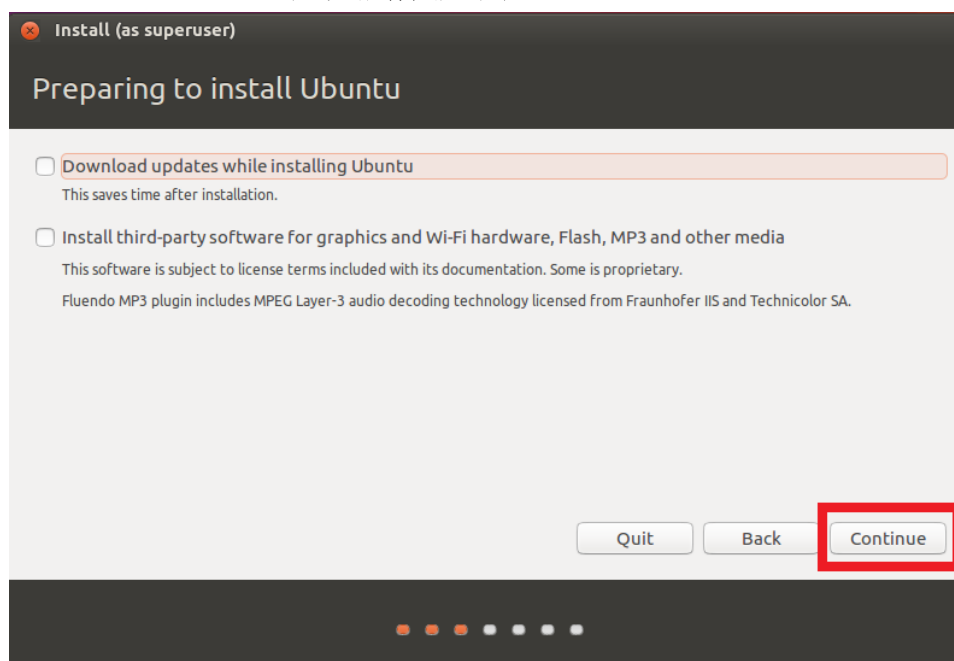 Install (as superuser)
Preparing to install Ubuntu
Download updates while installing Ubuntu
This saves time after installation.
Install third-party software for graphics and Wi-Fi hardware, Flash, MP3 and other media
This software is subject to license terms included with its documentation. Some is proprietary.
Fluendo MP3 plugin includes MPEG Layer-3 audio decoding technology licensed from Fraunhofer IIS and Technicolor SA.
Quit Back Continue